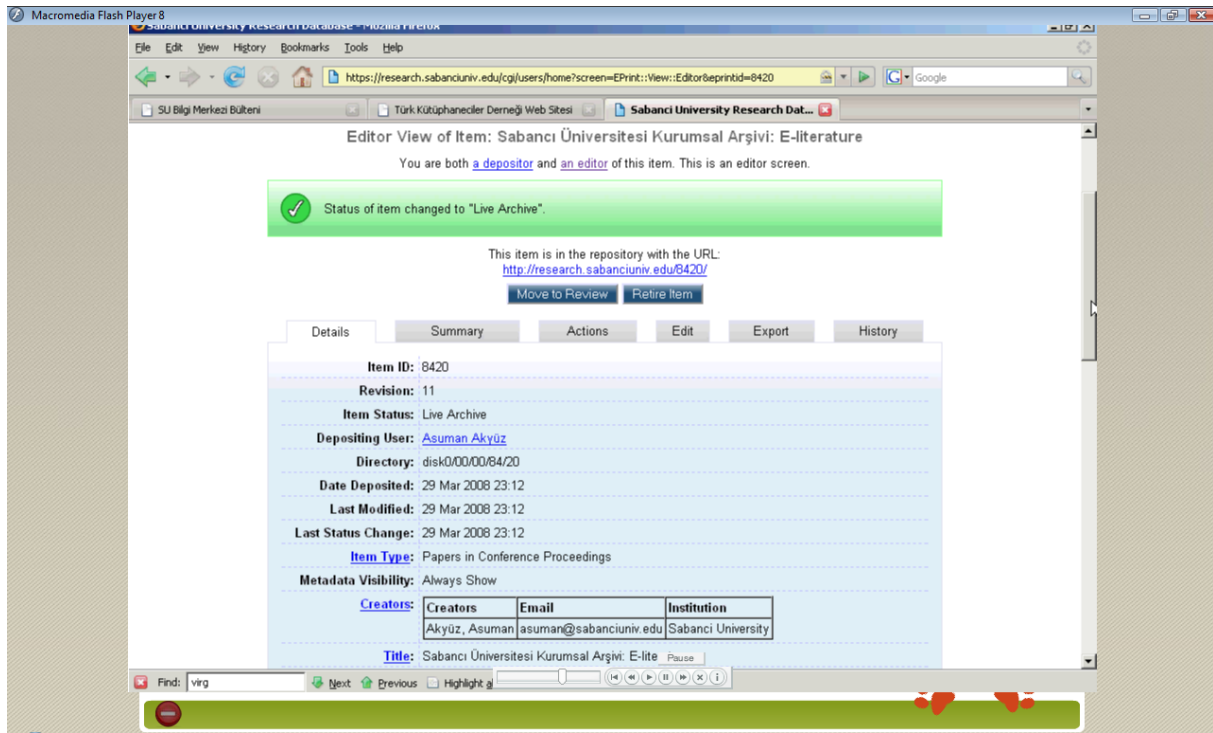 Macromedia Flash Player 8
Sabanci University Research Database - Mozilla Firefox
File Edit View History Bookmarks Tools Help
https://research.sabanciuniv.edu/cgi/users/home?screen=EPrint::View::Editor&eprintid=8420
Google
SU Bilgi Merkezi Bülteni
Türk Kütüphaneciler Derneği Web Sitesi
Sabanci University Research Dat...
Editor View of Item: Sabancı Üniversitesi Kurumsal Arşivi: E-literature
You are both a depositor and an editor of this item. This is an editor screen.
Status of item changed to "Live Archive".
This item is in the repository with the URL:
http://research.sabanciuniv.edu/8420/
Move to Review Retire Item
Details Summary Actions Edit Export History
Item ID: 8420
Revision: 11
Item Status: Live Archive
Depositing User: Asuman Akyüz
Directory: disk0/00/00/84/20
Date Deposited: 29 Mar 2008 23:12
Last Modified: 29 Mar 2008 23:12
Last Status Change: 29 Mar 2008 23:12
Item Type: Papers in Conference Proceedings
Metadata Visibility: Always Show
Creators:
Creators Email Institution
Akyüz, Asuman asuman@sabanciuniv.edu Sabanci University
Title: Sabancı Üniversitesi Kurumsal Arşivi: E-lite
Pause
Find: virg Next Previous Highlight a